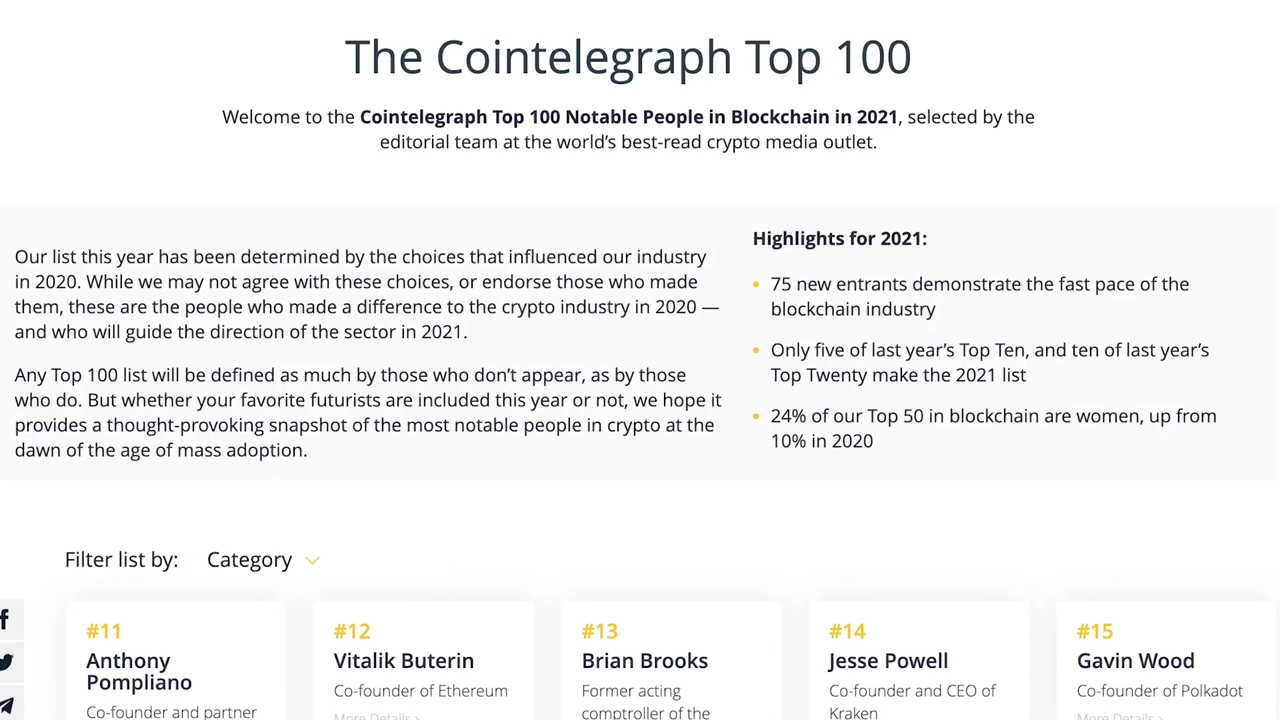 The Cointelegraph Top 100
Welcome to the Cointelegraph Top 100 Notable People in Blockchain in 2021, selected by the
editorial team at the world's best-read crypto media outlet.
Our list this year has been determined by the choices that influenced our industry
in 2020. While we may not agree with these choices, or endorse those who made
them, these are the people who made a difference to the crypto industry in 2020 —
and who will guide the direction of the sector in 2021.
Any Top 100 list will be defined as much by those who don't appear, as by those
who do. But whether your favorite futurists are included this year or not, we hope it
provides a thought-provoking snapshot of the most notable people in crypto at the
dawn of the age of mass adoption.
Highlights for 2021:
• 75 new entrants demonstrate the fast pace of the
blockchain industry
• Only five of last year's Top Ten, and ten of last year's
Top Twenty make the 2021 list
• 24% of our Top 50 in blockchain are women, up from
10% in 2020
Filter list by: Category
#11
Anthony
Pompliano
Co-founder and partner
#12
Vitalik Buterin
Co-founder of Ethereum
More Details >
#13
Brian Brooks
Former acting
comptroller of the
#14
Jesse Powell
Co-founder and CEO of
Kraken
#15
Gavin Wood
Co-founder of Polkadot
More Details >